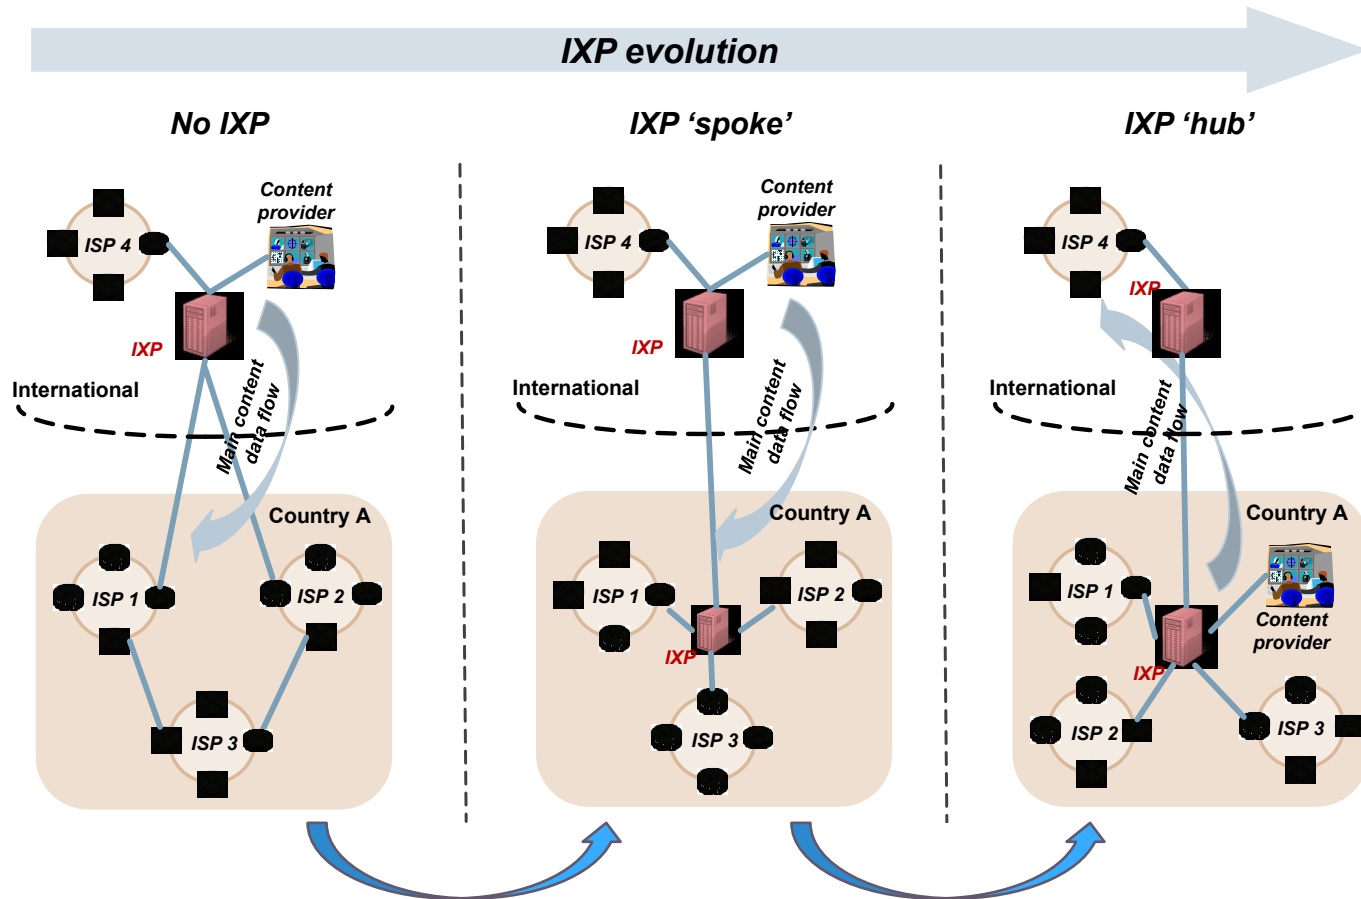 IXP evolution
No IXP
IXP ‘spoke’
IXP ‘hub’
Content
provider
ISP 4
IXP
International
Main content
data flow
Country A
ISP 1
ISP 2
ISP 3
Content
provider
ISP 4
IXP
International
Main content
data flow
Country A
ISP 1
ISP 2
IXP
ISP 3
ISP 4
IXP
International
Main content
data flow
Country A
ISP 1
Content
provider
IXP
ISP 2
ISP 3